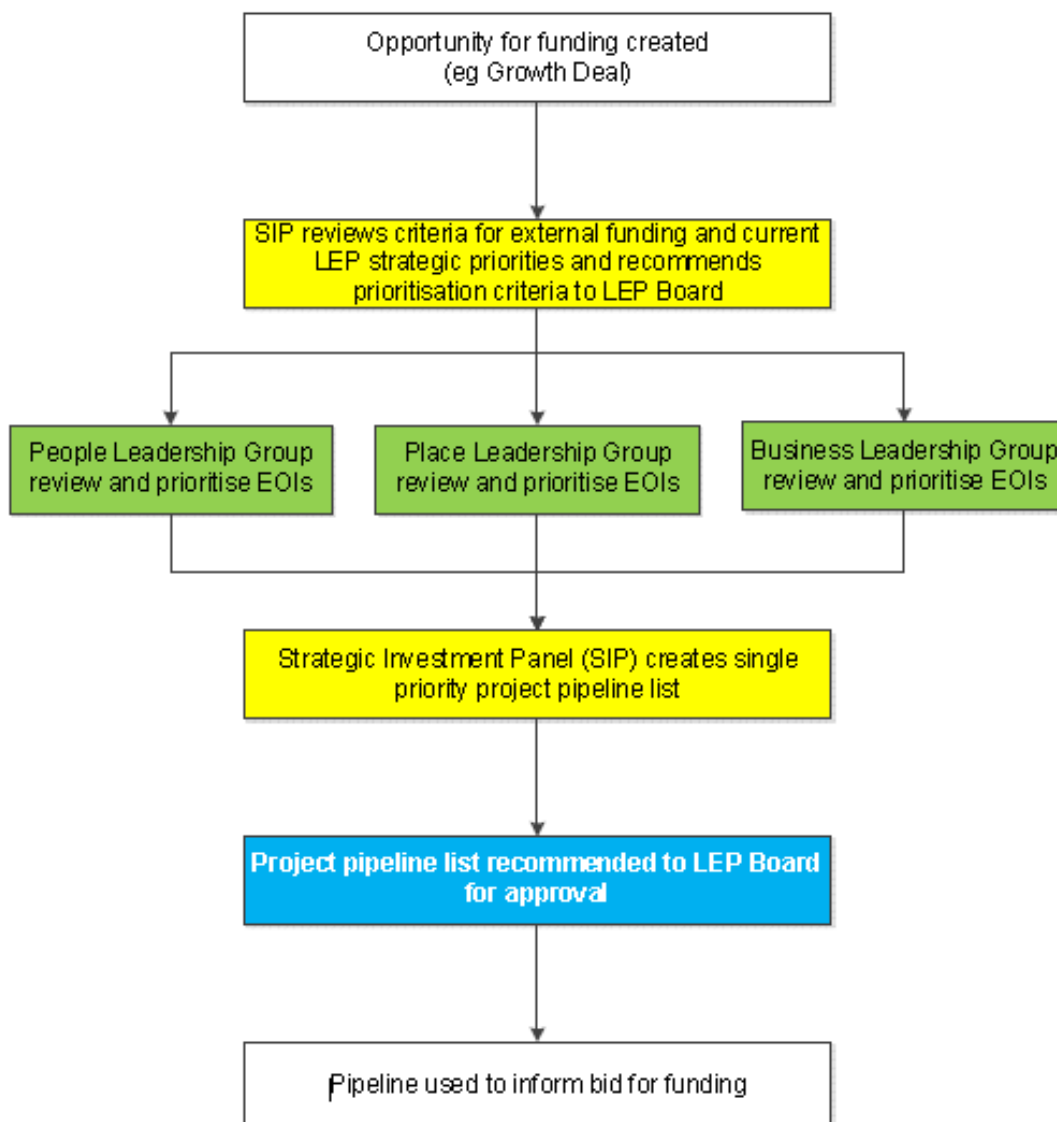 Opportunity for funding created
(eg Growth Deal)
SIP reviews criteria for external funding and current
LEP strategic priorities and recommends
prioritisation criteria to LEP Board
People Leadership Group
review and prioritise EOIs
Place Leadership Group
review and prioritise EOIs
Business Leadership Group
review and prioritise EOIs
Strategic Investment Panel (SIP) creates single
priority project pipeline list
Project pipeline list recommended to LEP Board
for approval
Pipeline used to inform bid for funding